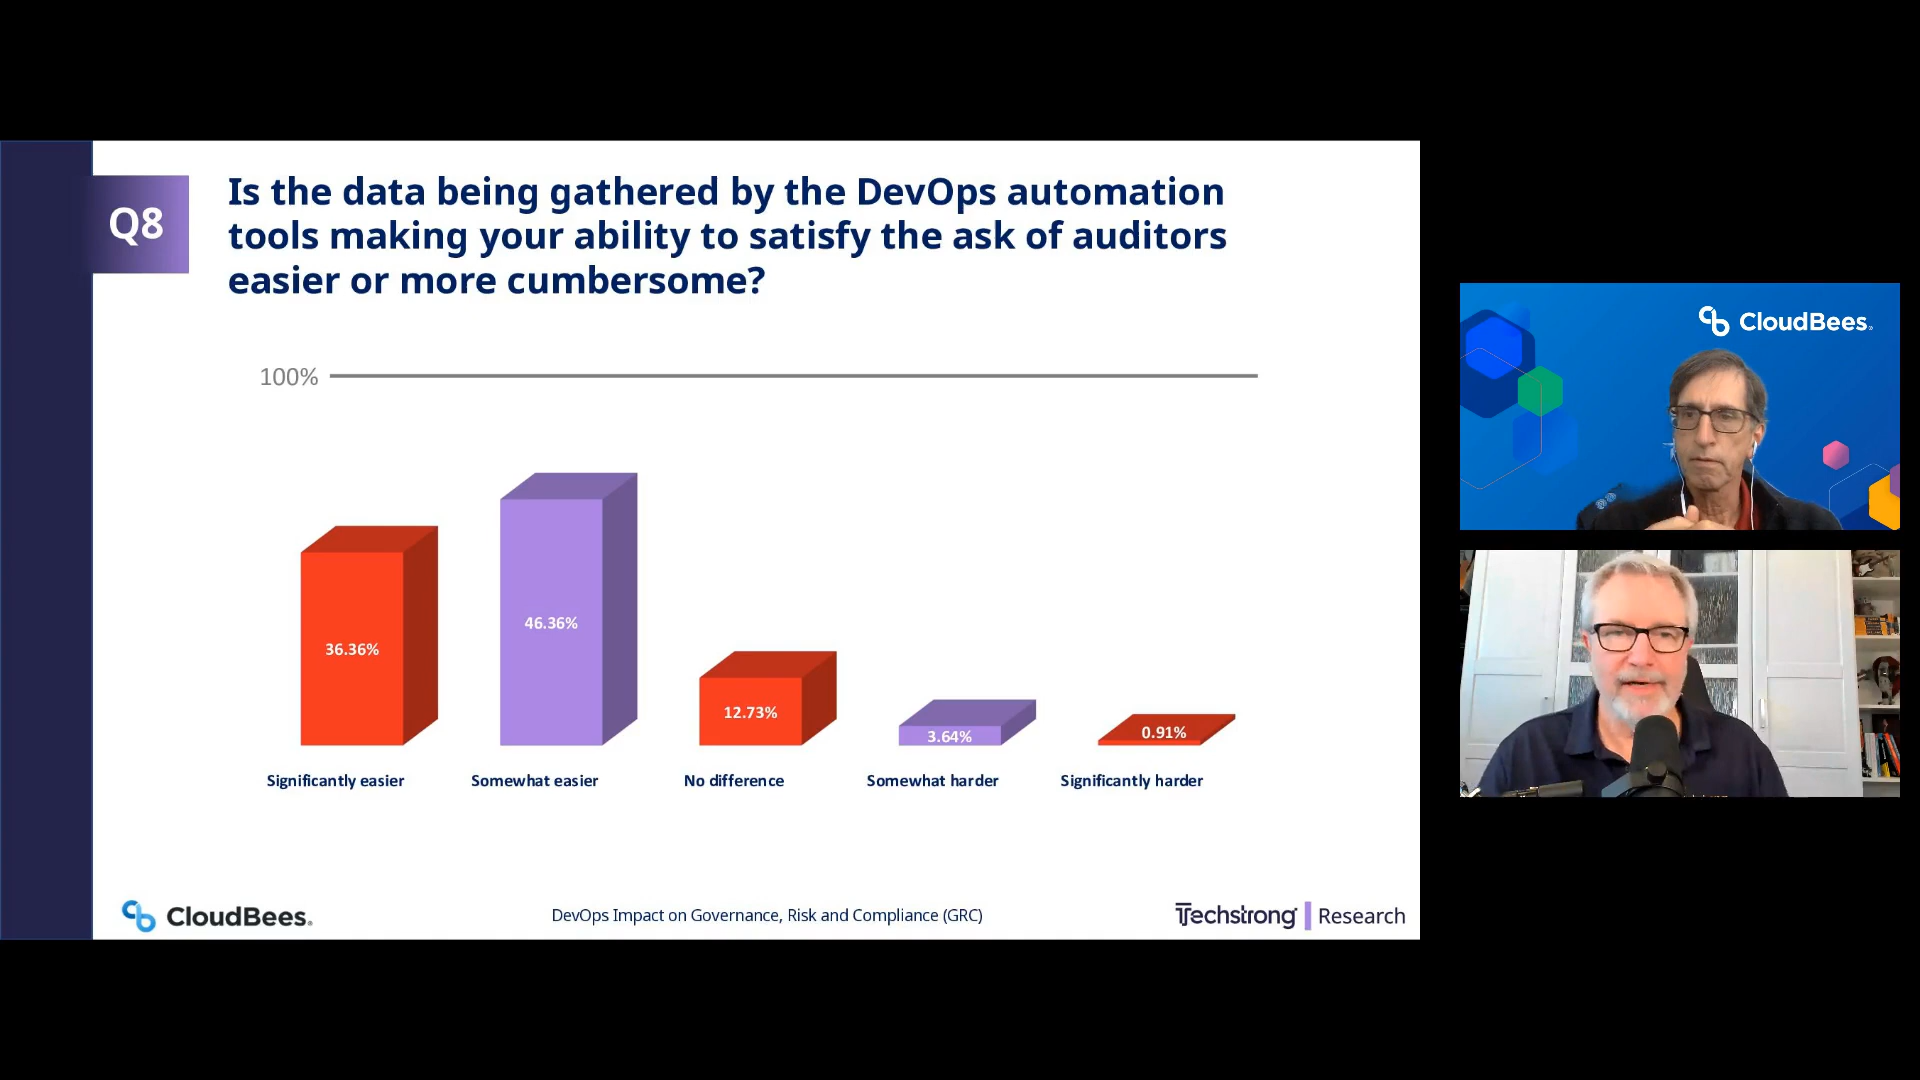 Q8
Is the data being gathered by the DevOps automation
tools making your ability to satisfy the ask of auditors
easier or more cumbersome?
100%
36.36%
46.36%
12.73%
3.64%
0.91%
Significantly easier
Somewhat easier
No difference
Somewhat harder
Significantly harder
CloudBees®
DevOps Impact on Governance, Risk and Compliance (GRC)
Techstrong | Research
CloudBees®